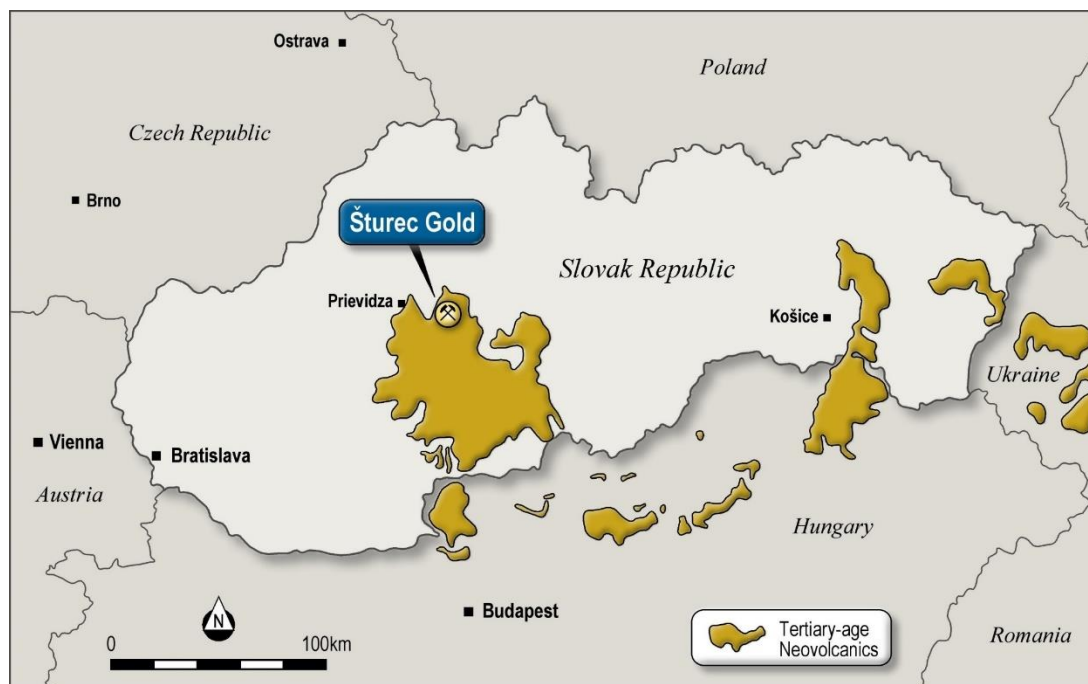 Ostrava
Poland
Czech Republic
Brno
Šturec Gold
Slovak Republic
Prievidza
Košice
Ukraine
Vienna
Bratislava
Austria
Hungary
N
Budapest
0 100km
Tertiary-age
Neovolcanics
Romania